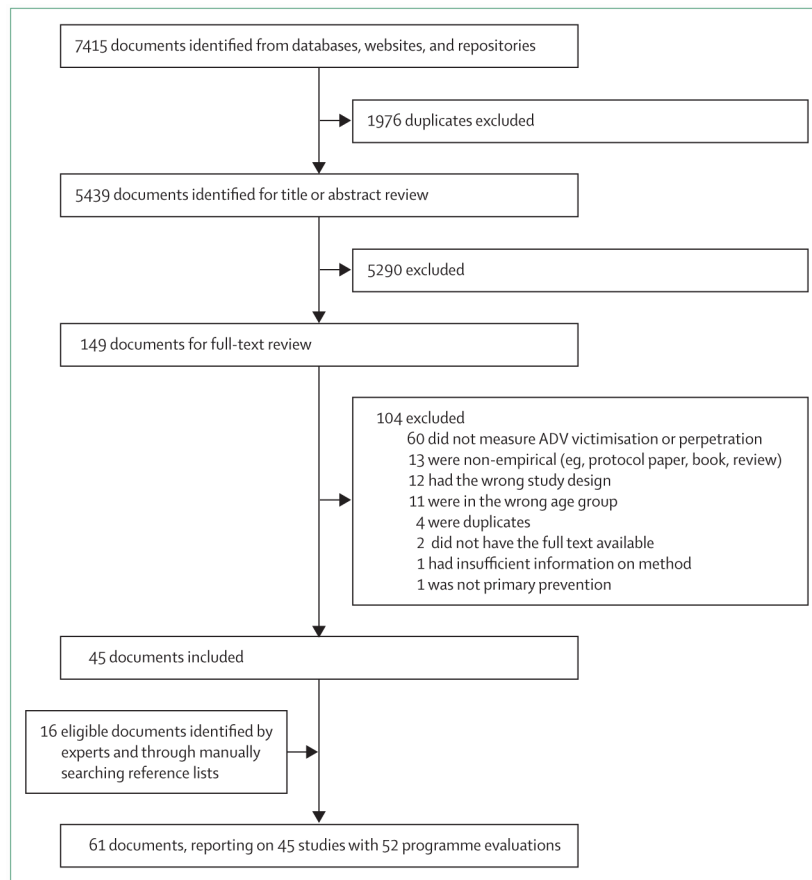 7415 documents identified from databases, websites, and repositories
1976 duplicates excluded
5439 documents identified for title or abstract review
5290 excluded
149 documents for full-text review
104 excluded
60 did not measure ADV victimisation or perpetration
13 were non-empirical (eg, protocol paper, book, review)
12 had the wrong study design
11 were in the wrong age group
4 were duplicates
2 did not have the full text available
1 had insufficient information on method
1 was not primary prevention
45 documents included
16 eligible documents identified by
experts and through manually
searching reference lists
61 documents, reporting on 45 studies with 52 programme evaluations